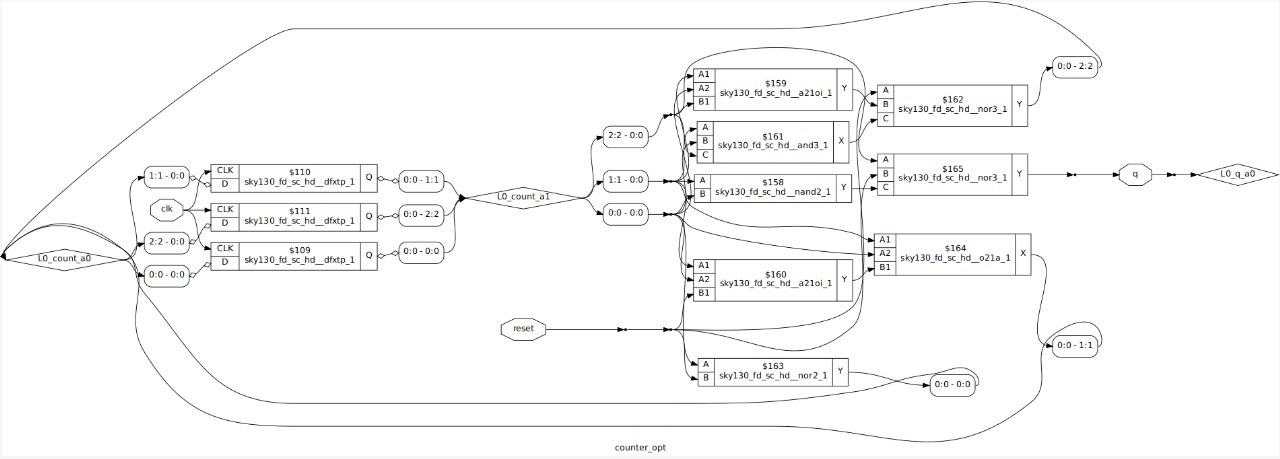 0:0 - 2:2
A1
A2
B1
$159
sky130_fd_sc_hd__a21oi_1
Y
A
B
C
$162
sky130_fd_sc_hd__nor3_1
Y
2:2 - 0:0
A
B
C
$161
sky130_fd_sc_hd__and3_1
X
1:1 - 0:0
CLK
D
$110
sky130_fd_sc_hd__dfxtp_1
Q
0:0 - 1:1
1:1 - 0:0
A
B
$158
sky130_fd_sc_hd__nand2_1
Y
A
B
C
$165
sky130_fd_sc_hd__nor3_1
Y
q
L0_q_a0
clk
CLK
D
$111
sky130_fd_sc_hd__dfxtp_1
Q
0:0 - 2:2
L0_count_a1
0:0 - 0:0
2:2 - 0:0
L0_count_a0
0:0 - 0:0
CLK
D
$109
sky130_fd_sc_hd__dfxtp_1
Q
0:0 - 0:0
A1
A2
B1
$164
sky130_fd_sc_hd__o21a_1
X
A1
A2
B1
$160
sky130_fd_sc_hd__a21oi_1
Y
reset
0:0 - 1:1
A
B
$163
sky130_fd_sc_hd__nor2_1
Y
0:0 - 0:0
counter_opt